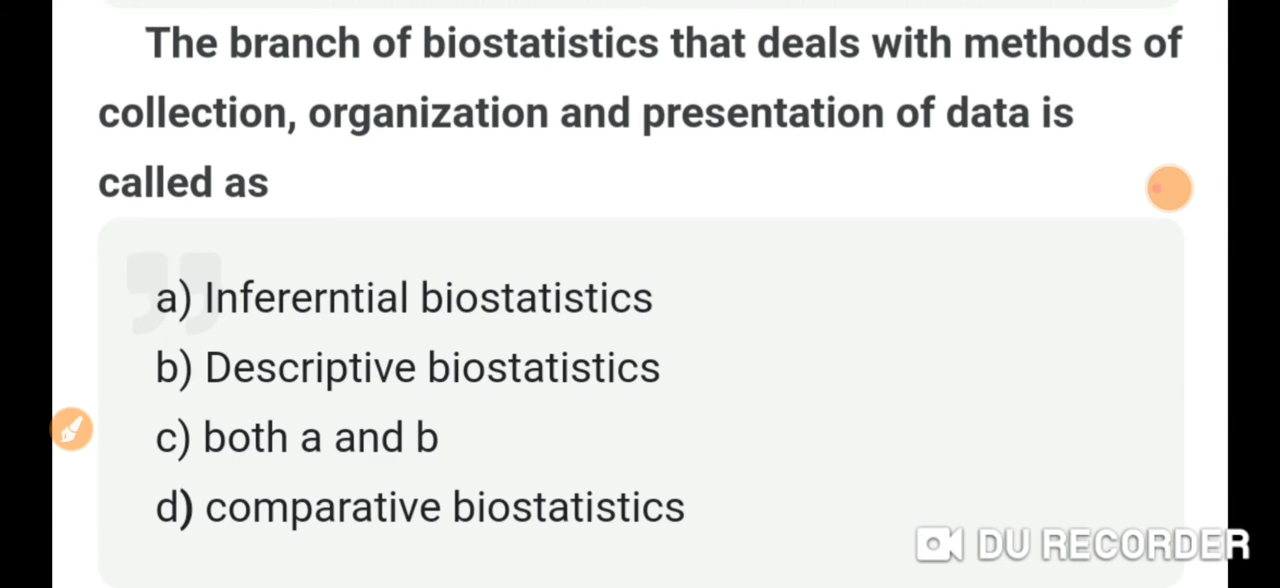 The branch of biostatistics that deals with methods of
collection, organization and presentation of data is
called as
a) Infererntial biostatistics
b) Descriptive biostatistics
c) both a and b
d) comparative biostatistics
DU RECORDER